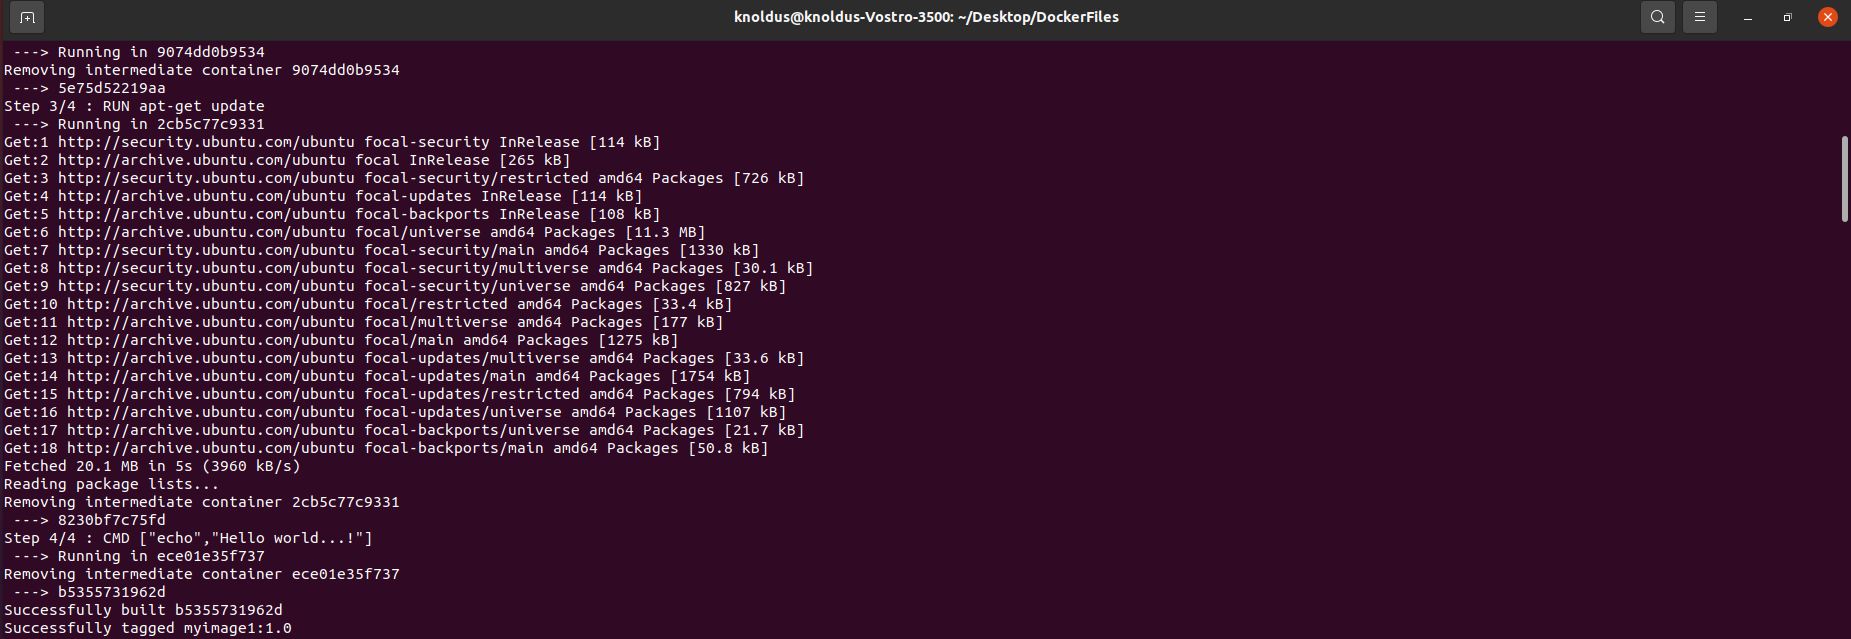 knoldus@knoldus-Vostro-3500: ~/Desktop/DockerFiles
---> Running in 9074dd0b9534
Removing intermediate container 9074dd0b9534
---> 5e75d52219aa
Step 3/4 : RUN apt-get update
---> Running in 2cb5c77c9331
Get:1 http://security.ubuntu.com/ubuntu focal-security InRelease [114 kB]
Get:2 http://archive.ubuntu.com/ubuntu focal InRelease [265 kB]
Get:3 http://security.ubuntu.com/ubuntu focal-security/restricted amd64 Packages [726 kB]
Get:4 http://archive.ubuntu.com/ubuntu focal-updates InRelease [114 kB]
Get:5 http://archive.ubuntu.com/ubuntu focal-backports InRelease [108 kB]
Get:6 http://archive.ubuntu.com/ubuntu focal/universe amd64 Packages [11.3 MB]
Get:7 http://security.ubuntu.com/ubuntu focal-security/main amd64 Packages [1330 kB]
Get:8 http://security.ubuntu.com/ubuntu focal-security/multiverse amd64 Packages [30.1 kB]
Get:9 http://security.ubuntu.com/ubuntu focal-security/universe amd64 Packages [827 kB]
Get:10 http://archive.ubuntu.com/ubuntu focal/restricted amd64 Packages [33.4 kB]
Get:11 http://archive.ubuntu.com/ubuntu focal/multiverse amd64 Packages [177 kB]
Get:12 http://archive.ubuntu.com/ubuntu focal/main amd64 Packages [1275 kB]
Get:13 http://archive.ubuntu.com/ubuntu focal-updates/multiverse amd64 Packages [33.6 kB]
Get:14 http://archive.ubuntu.com/ubuntu focal-updates/main amd64 Packages [1754 kB]
Get:15 http://archive.ubuntu.com/ubuntu focal-updates/restricted amd64 Packages [794 kB]
Get:16 http://archive.ubuntu.com/ubuntu focal-updates/universe amd64 Packages [1107 kB]
Get:17 http://archive.ubuntu.com/ubuntu focal-backports/universe amd64 Packages [21.7 kB]
Get:18 http://archive.ubuntu.com/ubuntu focal-backports/main amd64 Packages [50.8 kB]
Fetched 20.1 MB in 5s (3960 kB/s)
Reading package lists...
Removing intermediate container 2cb5c77c9331
---> 8230bf7c75fd
Step 4/4 : CMD ["echo","Hello world...!"]
---> Running in ece01e35f737
Removing intermediate container ece01e35f737
---> b5355731962d
Successfully built b5355731962d
Successfully tagged myimage1:1.0